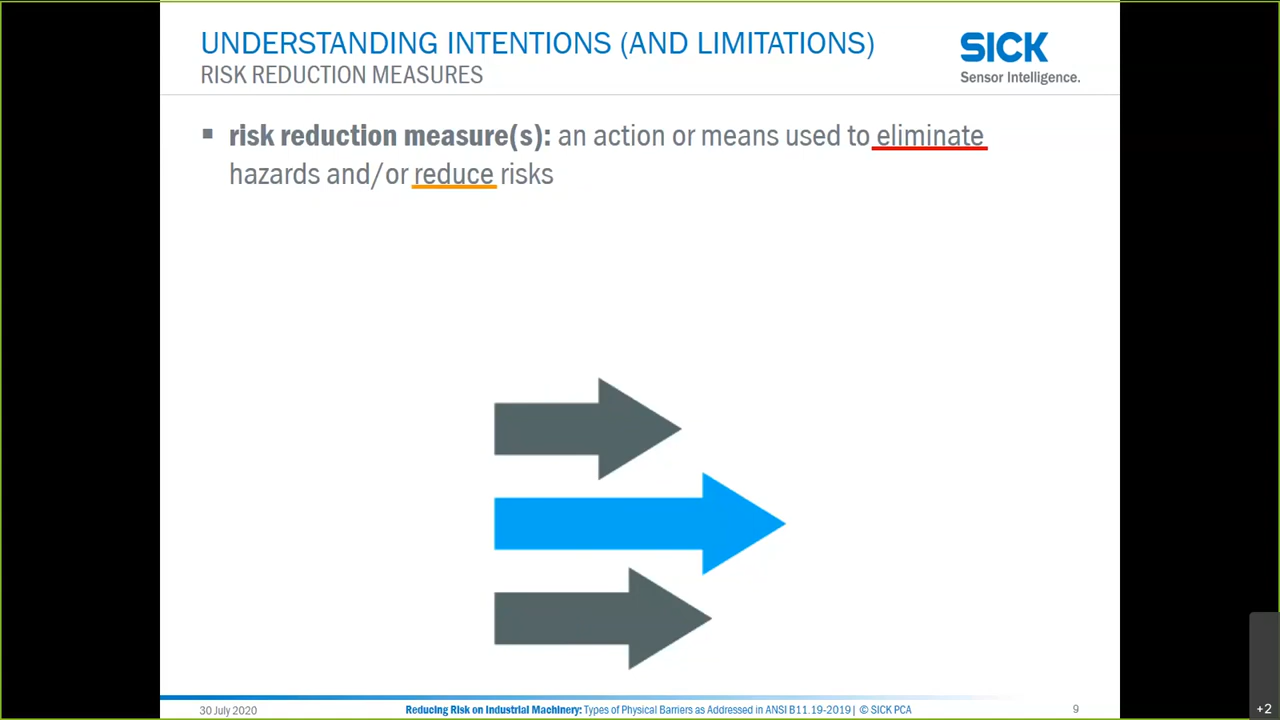 UNDERSTANDING INTENTIONS (AND LIMITATIONS)
RISK REDUCTION MEASURES
SICK
Sensor Intelligence.
▪ risk reduction measure(s): an action or means used to eliminate
hazards and/or reduce risks
30 July 2020
Reducing Risk on Industrial Machinery: Types of Physical Barriers as Addressed in ANSI B11.19-2019| © SICK PCA
9
+2